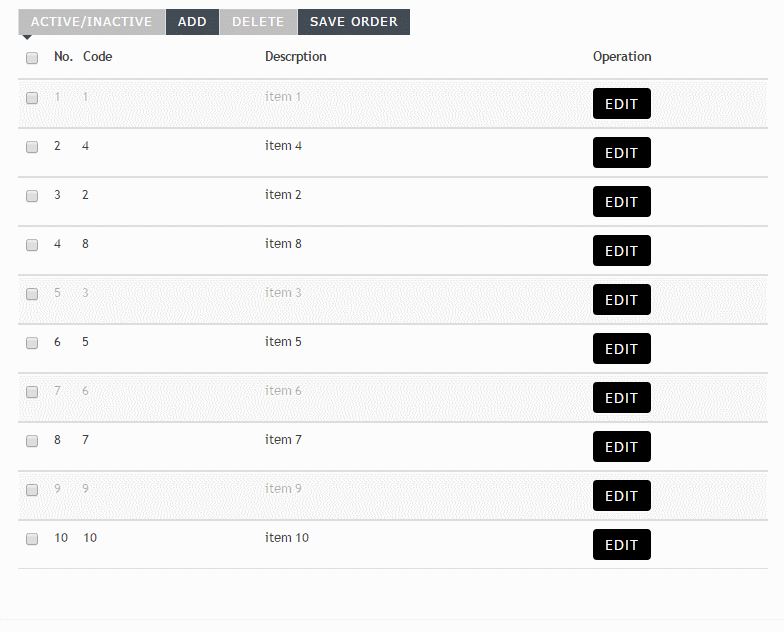 ACTIVE/INACTIVE ADD DELETE SAVE ORDER
No. Code Descrption Operation
1 1 item 1 EDIT
2 4 item 4 EDIT
3 2 item 2 EDIT
4 8 item 8 EDIT
5 3 item 3 EDIT
6 5 item 5 EDIT
7 6 item 6 EDIT
8 7 item 7 EDIT
9 9 item 9 EDIT
10 10 item 10 EDIT